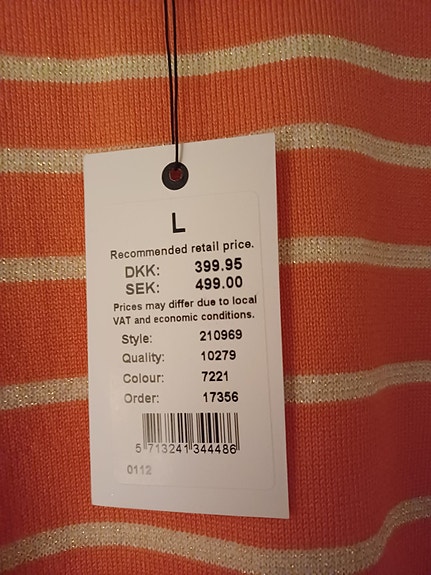 L
Recommended retail price.
DKK: 399.95
SEK: 499.00
Prices may differ due to local
VAT and economic conditions.
Style: 210969
Quality: 10279
Colour: 7221
Order: 17356
5 713241 344486
0112